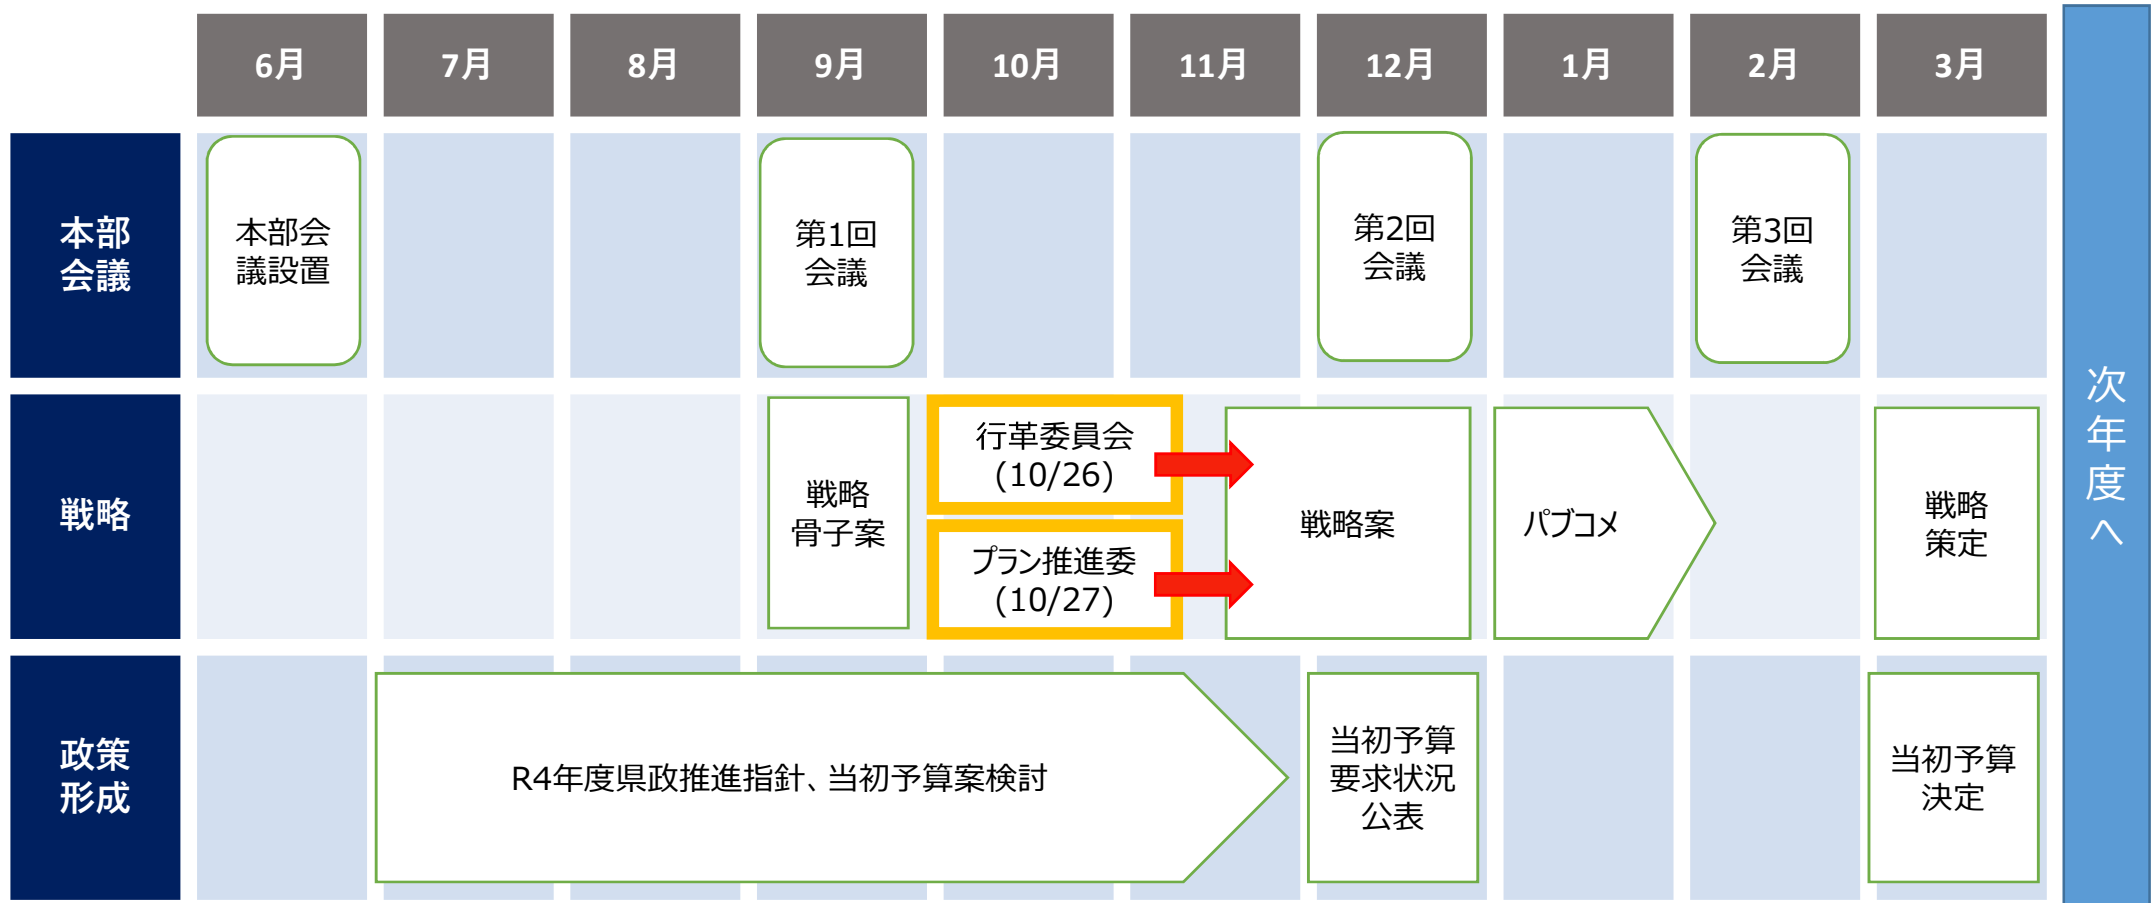 6月
7月
8月
9月
10月
11月
12月
1月
2月
3月
本部
会議
本部会
議設置
第1回
会議
第2回
会議
第3回
会議
戦略
戦略
骨子案
行革委員会
(10/26)
プラン推進委
(10/27)
戦略案
パブコメ
戦略
策定
政策
形成
R4年度県政推進指針、当初予算案検討
当初予算
要求状況
公表
当初予算
決定
次年度へ